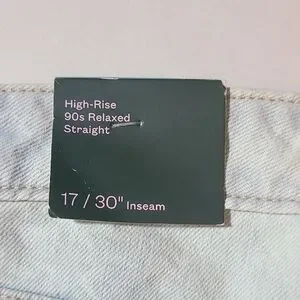 High-Rise
90s Relaxed
Straight
17 / 30" Inseam